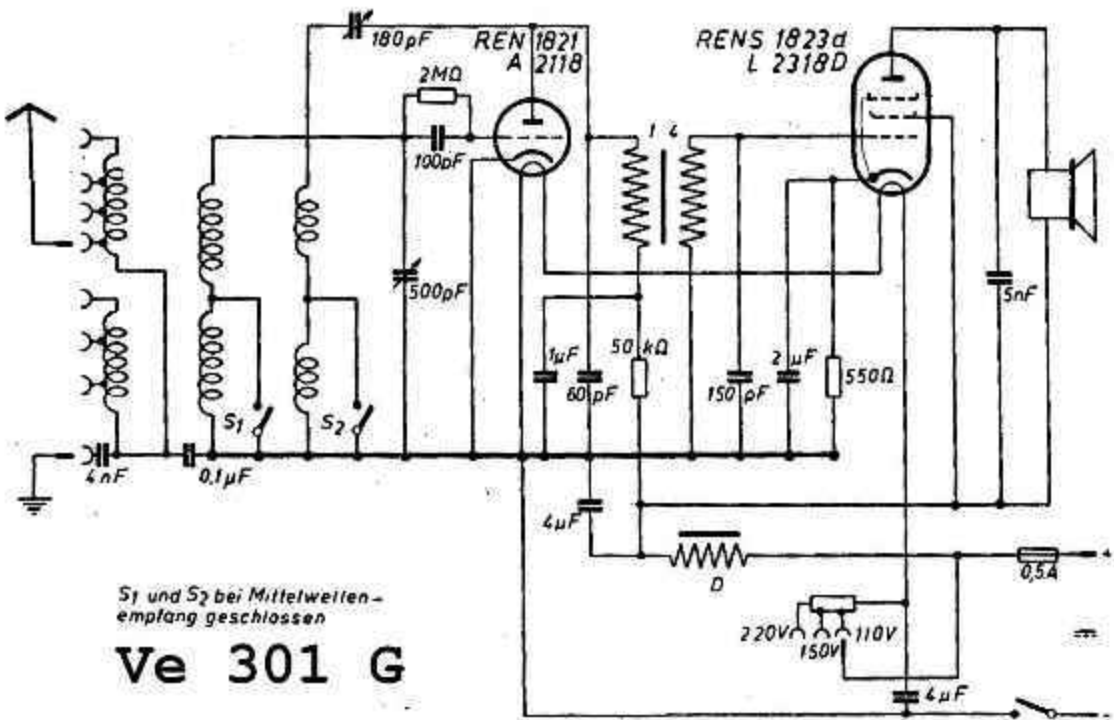 180pF
REN 1821
A 2118
RENS 1823d
L 2318D
2MΩ
100pF
1 4
500pF
5nF
1µF
60pF
50 kΩ
150 pF
2 µF
550Ω
S1
S2
4nF
0,1µF
4µF
D
0,5A
+
S1 und S2 bei Mittelwellen-
empfang geschlossen
220V
150V
110V
Ve 301 G
4µF
-